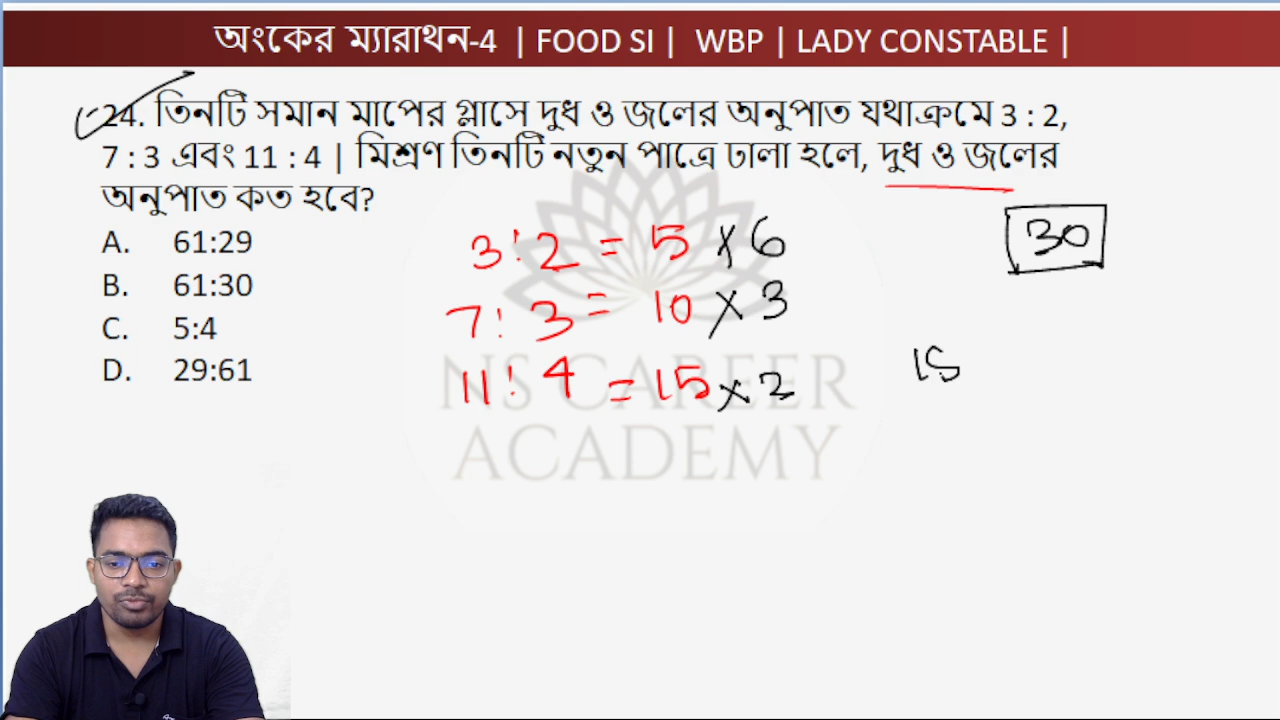 অংকের ম্যারাথন-4 | FOOD SI | WBP | LADY CONSTABLE |
24. তিনটি সমান মাপের গ্লাসে দুধ ও জলের অনুপাত যথাক্রমে 3 : 2,
7 : 3 এবং 11 : 4 | মিশ্রণ তিনটি নতুন পাত্রে ঢালা হলে, দুধ ও জলের
অনুপাত কত হবে?
A. 61:29
B. 61:30
C. 5:4
D. 29:61
3 : 2 = 5 × 6
30
7 : 3 = 10 × 3
11 : 4 = 15 × 2
15
NS CAREER
ACADEMY